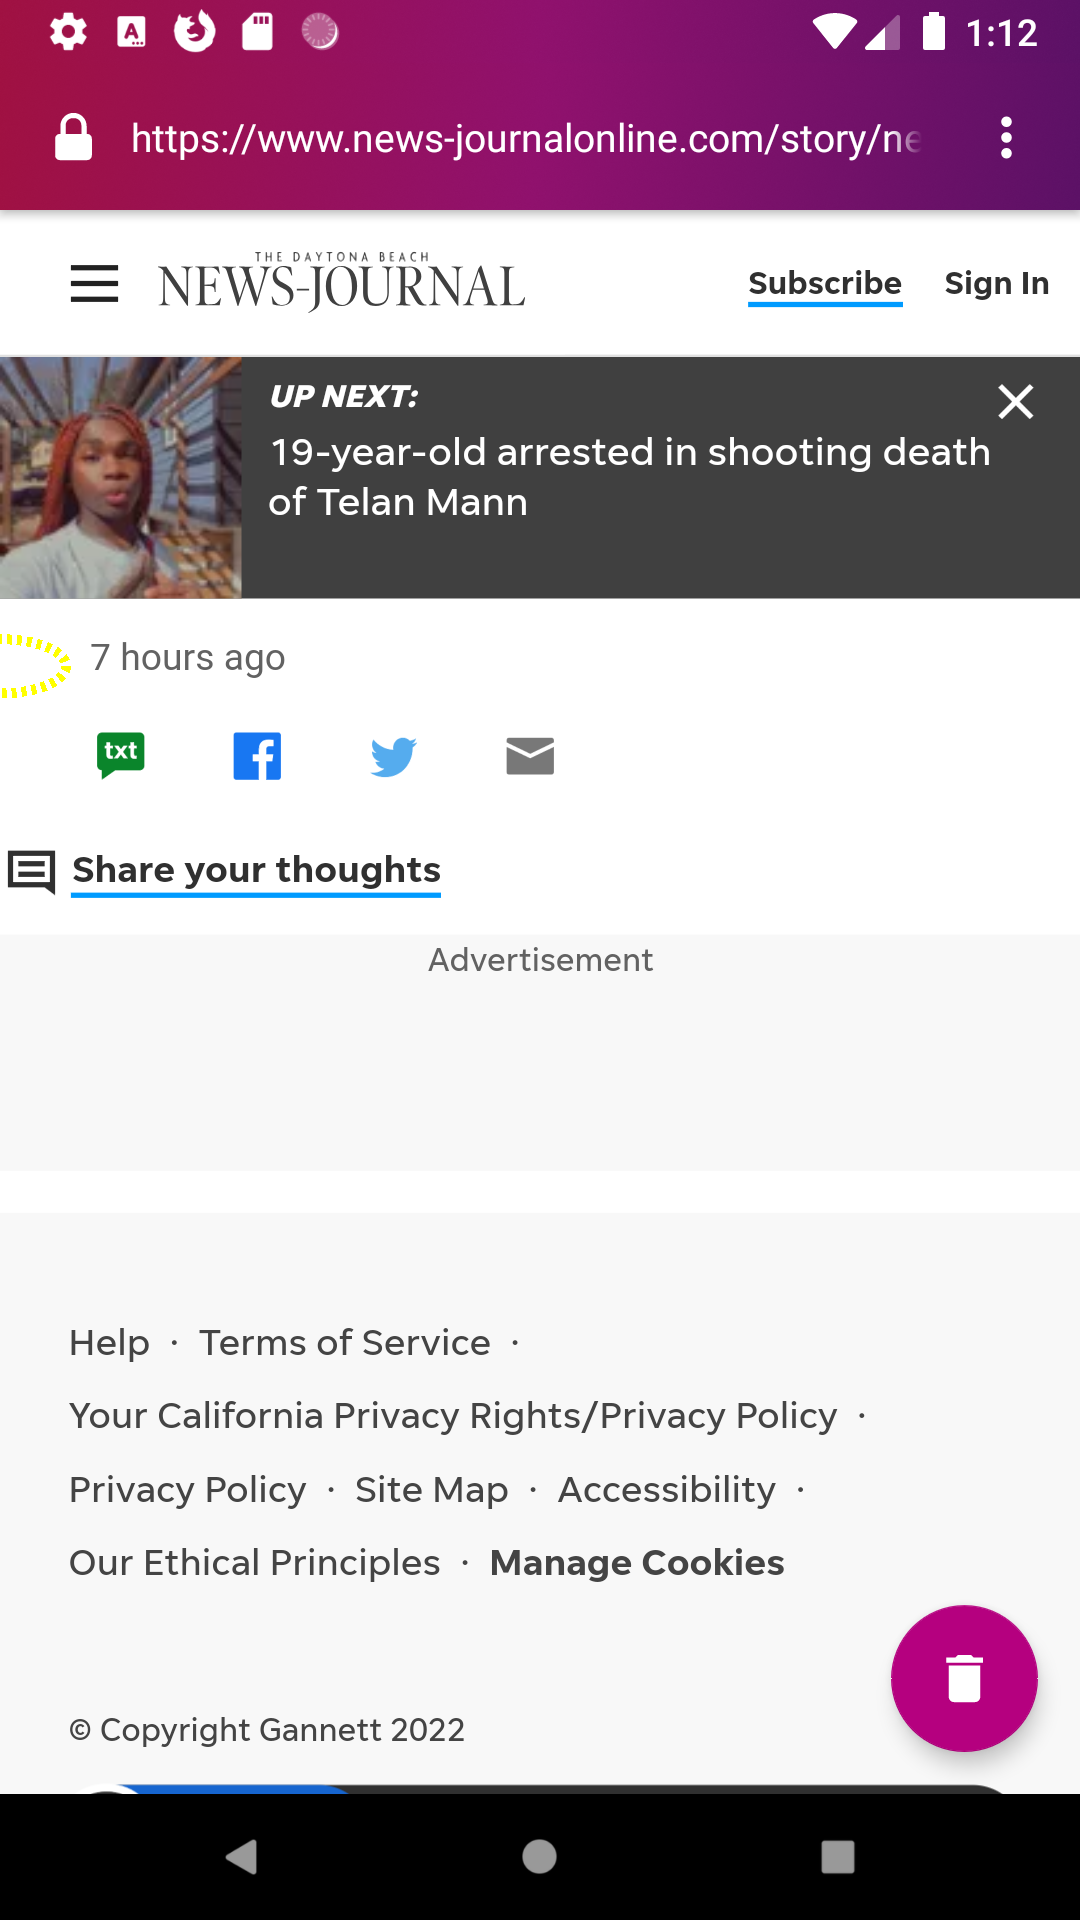 1:12
https://www.news-journalonline.com/story/ne
THE DAYTONA BEACH
NEWS-JOURNAL
Subscribe
Sign In
UP NEXT:
19-year-old arrested in shooting death
of Telan Mann
7 hours ago
txt
Share your thoughts
Advertisement
Help · Terms of Service ·
Your California Privacy Rights/Privacy Policy ·
Privacy Policy · Site Map · Accessibility ·
Our Ethical Principles · Manage Cookies
© Copyright Gannett 2022